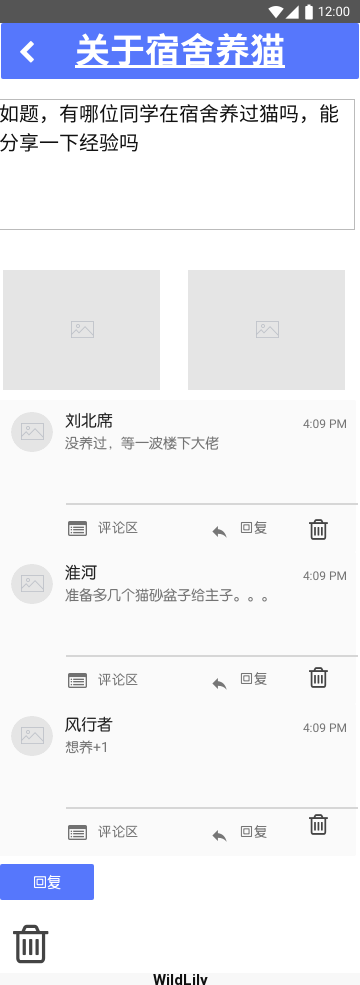 12:00
关于宿舍养猫
如题，有哪位同学在宿舍养过猫吗，能
分享一下经验吗
刘北席
4:09 PM
没养过，等一波楼下大佬
评论区
回复
淮河
4:09 PM
准备多几个猫砂盆子给主子。。。
评论区
回复
风行者
4:09 PM
想养+1
评论区
回复
回复
WildLily